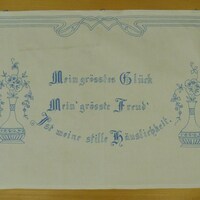 Mein grösstes Glück
Mein' grösste Freud'
Ist meine stille Häuslichkeit.